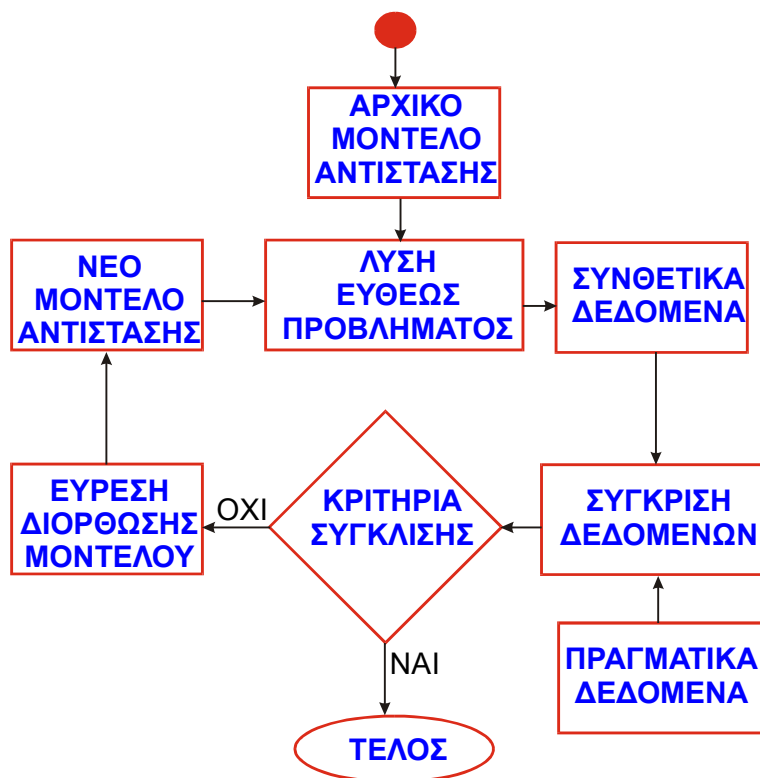 ΑΡΧΙΚΟ
ΜΟΝΤΕΛΟ
ΑΝΤΙΣΤΑΣΗΣ
ΝΕΟ
ΜΟΝΤΕΛΟ
ΑΝΤΙΣΤΑΣΗΣ
ΛΥΣΗ
ΕΥΘΕΩΣ
ΠΡΟΒΛΗΜΑΤΟΣ
ΣΥΝΘΕΤΙΚΑ
ΔΕΔΟΜΕΝΑ
ΕΥΡΕΣΗ
ΔΙΟΡΘΩΣΗΣ
ΜΟΝΤΕΛΟΥ
ΟΧΙ
ΚΡΙΤΗΡΙΑ
ΣΥΓΚΛΙΣΗΣ
ΣΥΓΚΡΙΣΗ
ΔΕΔΟΜΕΝΩΝ
ΝΑΙ
ΠΡΑΓΜΑΤΙΚΑ
ΔΕΔΟΜΕΝΑ
ΤΕΛΟΣ